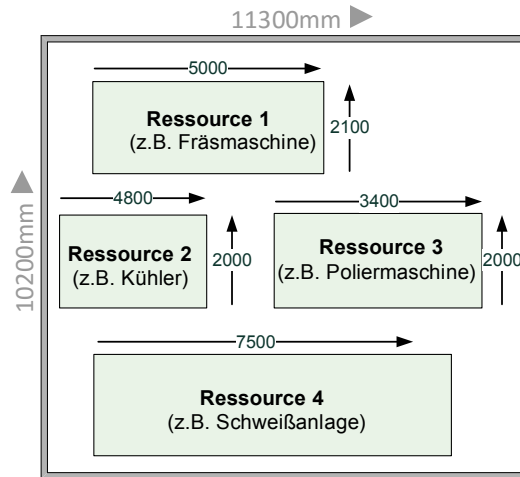 11300mm
5000
Ressource 1
(z.B. Fräsmaschine)
2100
10200mm
4800
3400
Ressource 2
(z.B. Kühler)
2000
Ressource 3
(z.B. Poliermaschine)
2000
7500
Ressource 4
(z.B. Schweißanlage)